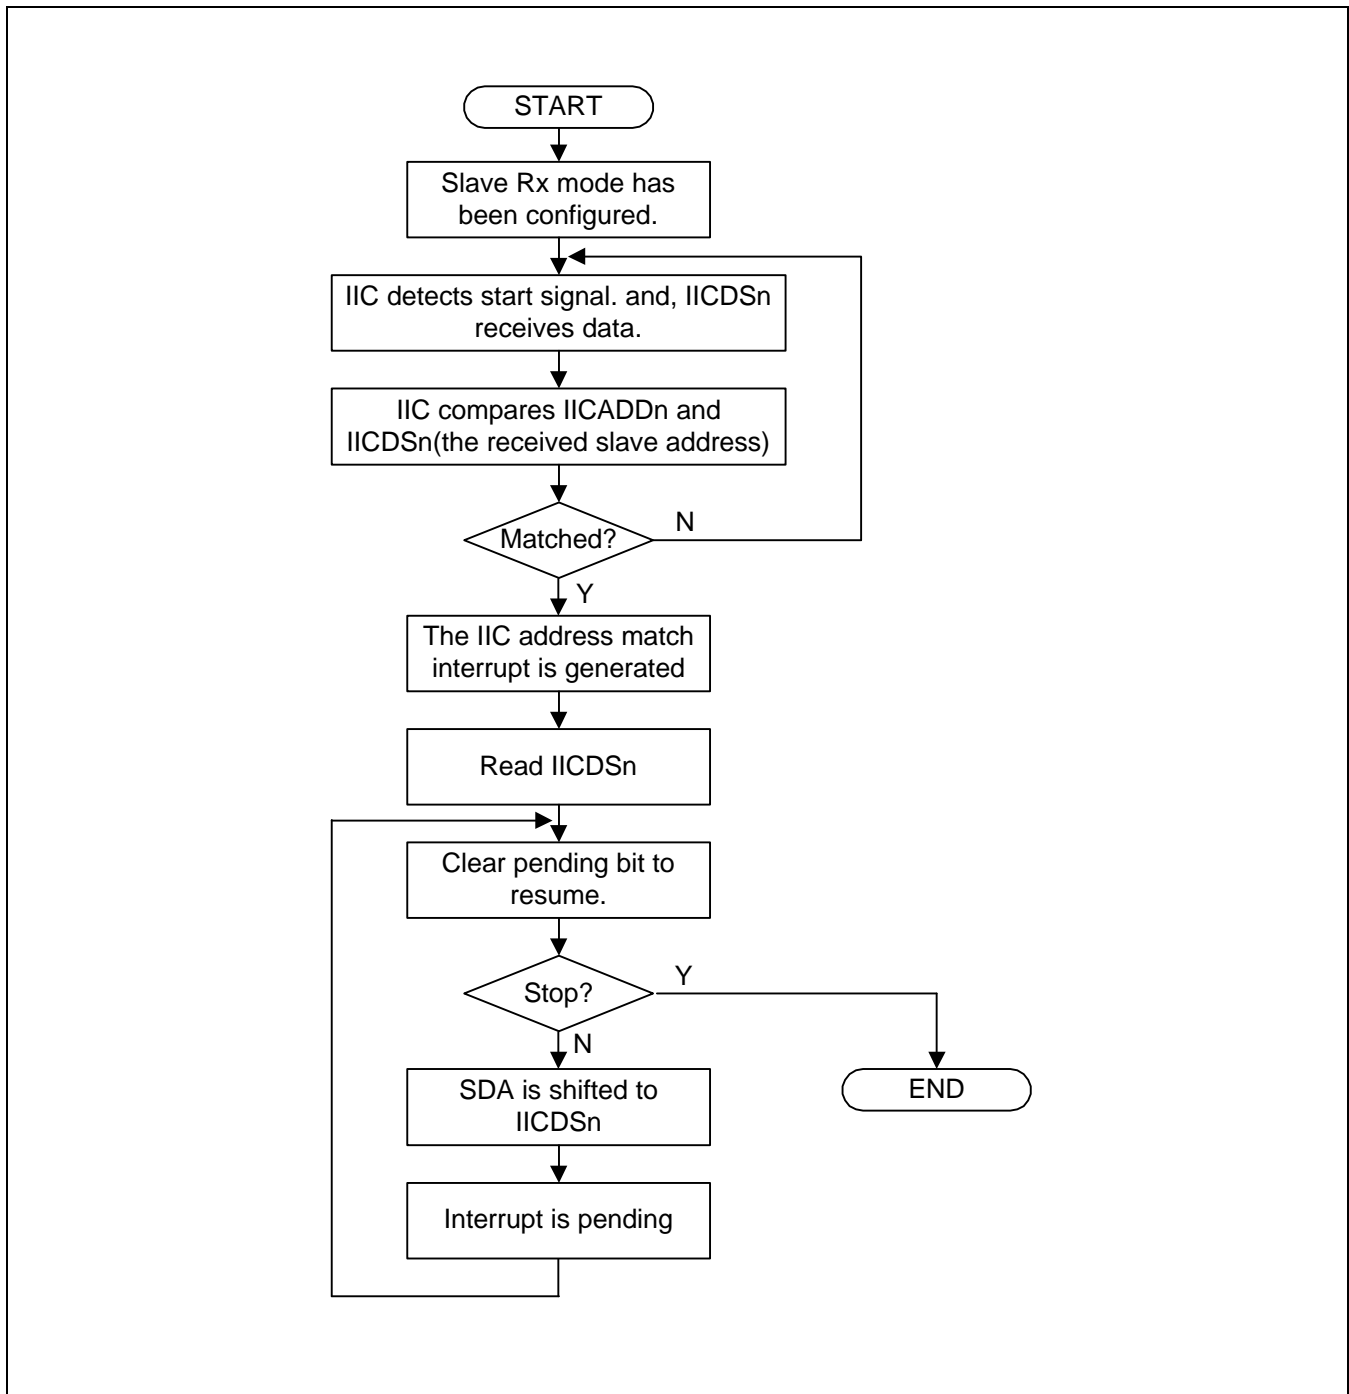 START
Slave Rx mode has
been configured.
IIC detects start signal. and, IICDSn
receives data.
IIC compares IICADDn and
IICDSn(the received slave address)
Matched?
N
Y
The IIC address match
interrupt is generated
Read IICDSn
Clear pending bit to
resume.
Stop?
Y
N
SDA is shifted to
IICDSn
END
Interrupt is pending